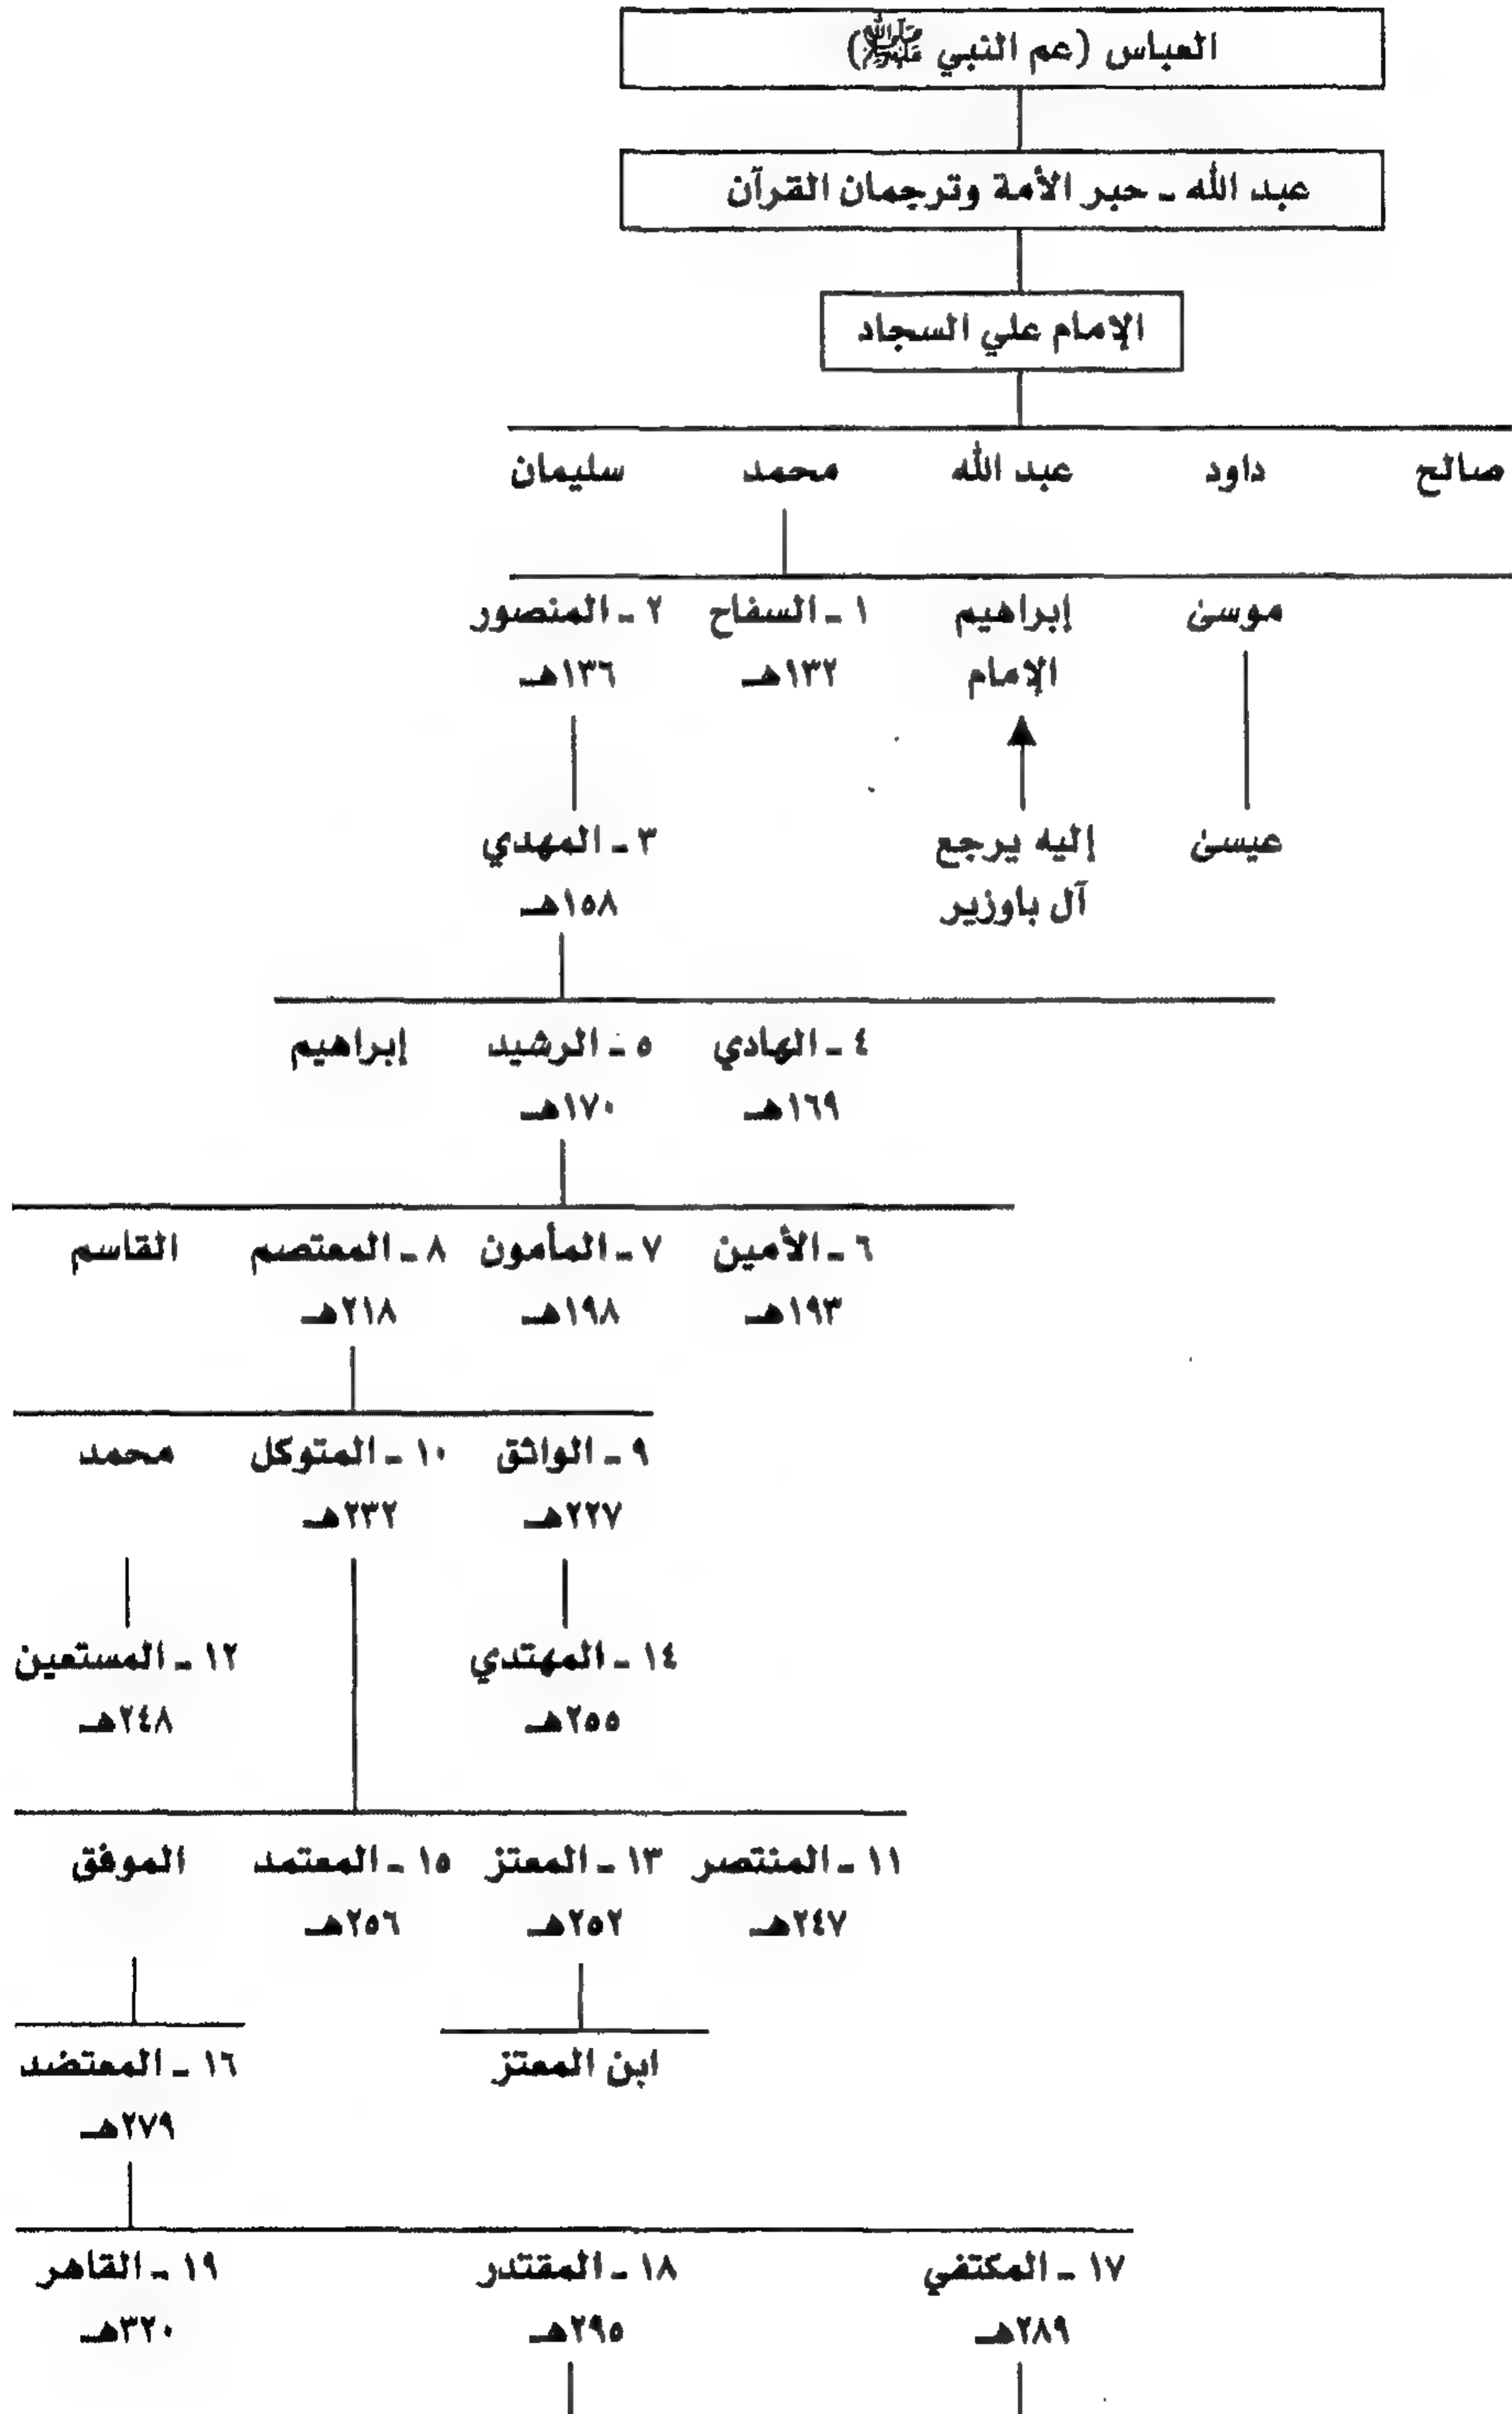 العباس (عم النبي ﷺ)
عبد الله ـ حبر الأمة وترجمان القرآن
الإمام علي السجاد
صالح داود عبد الله محمد سليمان
موسىٰ إبراهيم ١ ـ السفاح ٢ ـ المنصور
الإمام ١٣٢هـ ١٣٦هـ
عيسىٰ إليه يرجع ٣ ـ المهدي
آل باوزير ١٥٨هـ
٤ ـ الهادي ٥ ـ الرشيد إبراهيم
١٦٩هـ ١٧٠هـ
٦ ـ الأمين ٧ ـ المأمون ٨ ـ المعتصم القاسم
١٩٣هـ ١٩٨هـ ٢١٨هـ
٩ ـ الواثق ١٠ ـ المتوكل محمد
٢٢٧هـ ٢٣٢هـ
١٤ ـ المهتدي ١٢ ـ المستعين
٢٥٥هـ ٢٤٨هـ
١١ ـ المنتصر ١٣ ـ المعتز ١٥ ـ المعتمد الموفق
٢٤٧هـ ٢٥٢هـ ٢٥٦هـ
ابن المعتز ١٦ ـ المعتضد
٢٧٩هـ
١٧ ـ المكتفي ١٨ ـ المقتدر ١٩ ـ القاهر
٢٨٩هـ ٢٩٥هـ ٣٢٠هـ